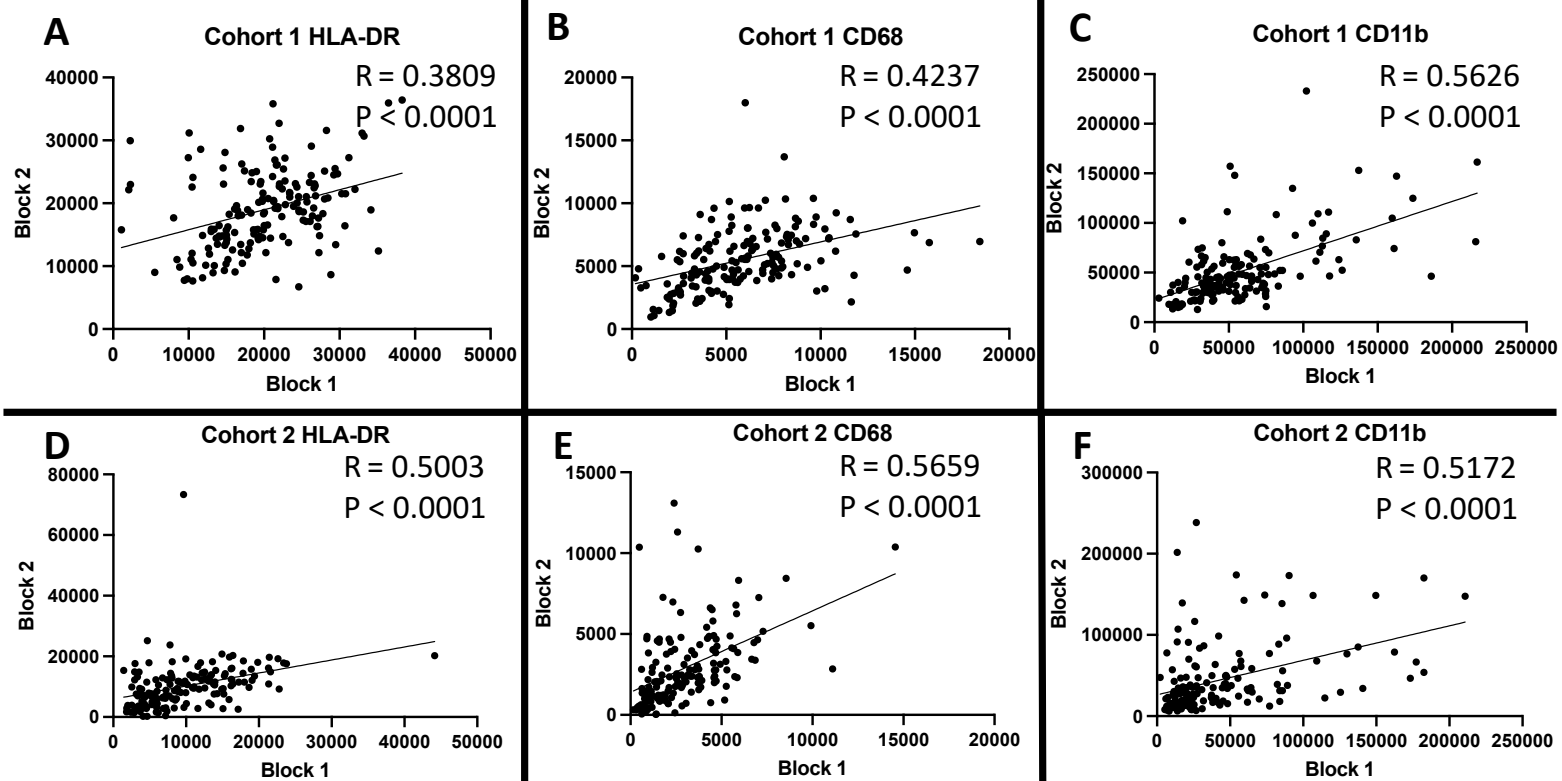 A
Cohort 1 HLA-DR
R = 0.3809
P < 0.0001
40000
30000
20000
10000
0
Block 2
0 10000 20000 30000 40000 50000
Block 1
B
Cohort 1 CD68
R = 0.4237
P < 0.0001
20000
15000
10000
5000
0
Block 2
0 5000 10000 15000 20000
Block 1
C
Cohort 1 CD11b
R = 0.5626
P < 0.0001
250000
200000
150000
100000
50000
0
Block 2
0 50000 100000 150000 200000 250000
Block 1
D
Cohort 2 HLA-DR
R = 0.5003
P < 0.0001
80000
60000
40000
20000
0
Block 2
0 10000 20000 30000 40000 50000
Block 1
E
Cohort 2 CD68
R = 0.5659
P < 0.0001
15000
10000
5000
0
Block 2
0 5000 10000 15000 20000
Block 1
F
Cohort 2 CD11b
R = 0.5172
P < 0.0001
300000
200000
100000
0
Block 2
0 50000 100000 150000 200000 250000
Block 1